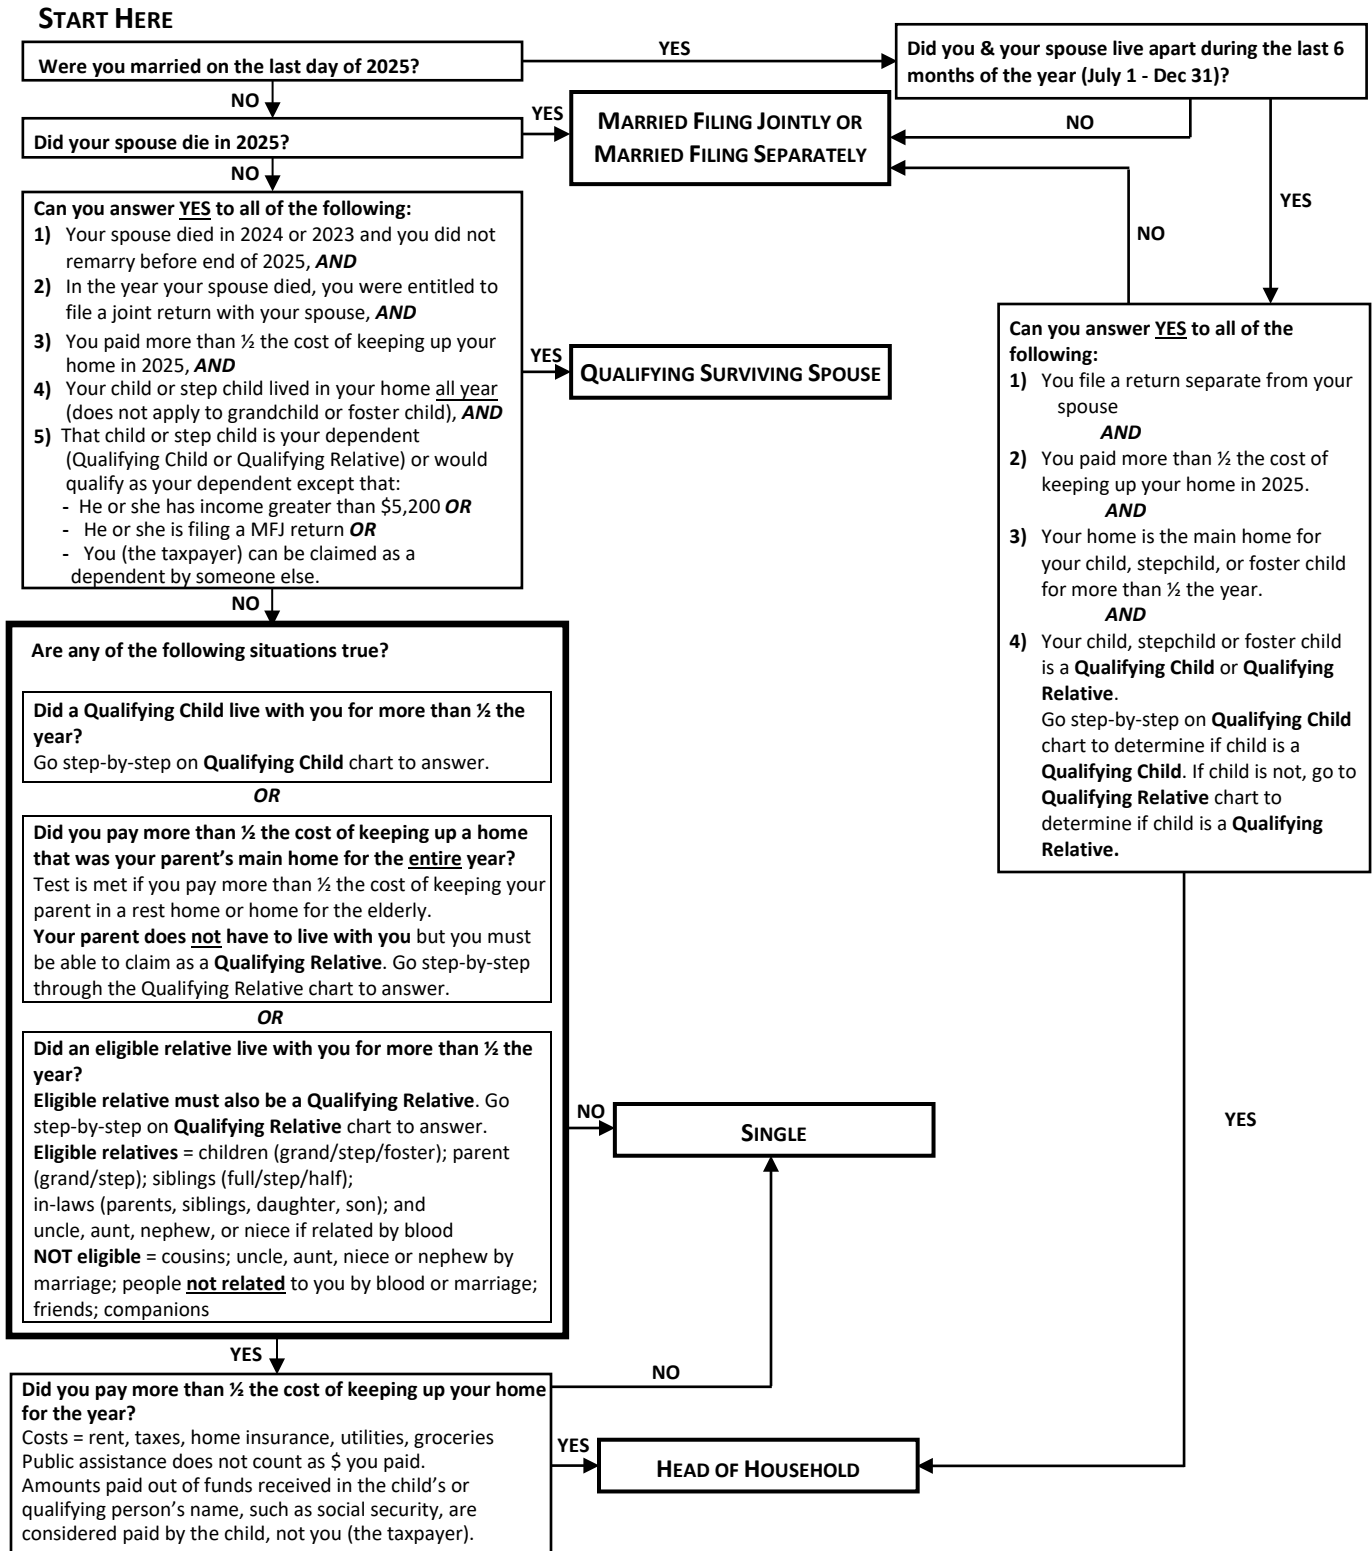 START HERE
Were you married on the last day of 2025?
YES
Did you & your spouse live apart during the last 6
months of the year (July 1 - Dec 31)?
NO
Did your spouse die in 2025?
YES
MARRIED FILING JOINTLY OR
MARRIED FILING SEPARATELY
NO
YES
NO
NO
Can you answer YES to all of the following:
1) Your spouse died in 2024 or 2023 and you did not
remarry before end of 2025, AND
2) In the year your spouse died, you were entitled to
file a joint return with your spouse, AND
3) You paid more than ½ the cost of keeping up your
home in 2025, AND
4) Your child or step child lived in your home all year
(does not apply to grandchild or foster child), AND
5) That child or step child is your dependent
(Qualifying Child or Qualifying Relative) or would
qualify as your dependent except that:
- He or she has income greater than $5,200 OR
- He or she is filing a MFJ return OR
- You (the taxpayer) can be claimed as a
dependent by someone else.
YES
QUALIFYING SURVIVING SPOUSE
Can you answer YES to all of the
following:
1) You file a return separate from your
spouse
AND
2) You paid more than ½ the cost of
keeping up your home in 2025.
AND
3) Your home is the main home for
your child, stepchild, or foster child
for more than ½ the year.
AND
4) Your child, stepchild or foster child
is a Qualifying Child or Qualifying
Relative.
Go step-by-step on Qualifying Child
chart to determine if child is a
Qualifying Child. If child is not, go to
Qualifying Relative chart to
determine if child is a Qualifying
Relative.
NO
Are any of the following situations true?
Did a Qualifying Child live with you for more than ½ the
year?
Go step-by-step on Qualifying Child chart to answer.
OR
Did you pay more than ½ the cost of keeping up a home
that was your parent's main home for the entire year?
Test is met if you pay more than ½ the cost of keeping your
parent in a rest home or home for the elderly.
Your parent does not have to live with you but you must
be able to claim as a Qualifying Relative. Go step-by-step
through the Qualifying Relative chart to answer.
OR
Did an eligible relative live with you for more than ½ the
year?
Eligible relative must also be a Qualifying Relative. Go
step-by-step on Qualifying Relative chart to answer.
Eligible relatives = children (grand/step/foster); parent
(grand/step); siblings (full/step/half);
in-laws (parents, siblings, daughter, son); and
uncle, aunt, nephew, or niece if related by blood
NOT eligible = cousins; uncle, aunt, niece or nephew by
marriage; people not related to you by blood or marriage;
friends; companions
NO
SINGLE
YES
YES
NO
Did you pay more than ½ the cost of keeping up your home
for the year?
Costs = rent, taxes, home insurance, utilities, groceries
Public assistance does not count as $ you paid.
Amounts paid out of funds received in the child's or
qualifying person's name, such as social security, are
considered paid by the child, not you (the taxpayer).
YES
HEAD OF HOUSEHOLD